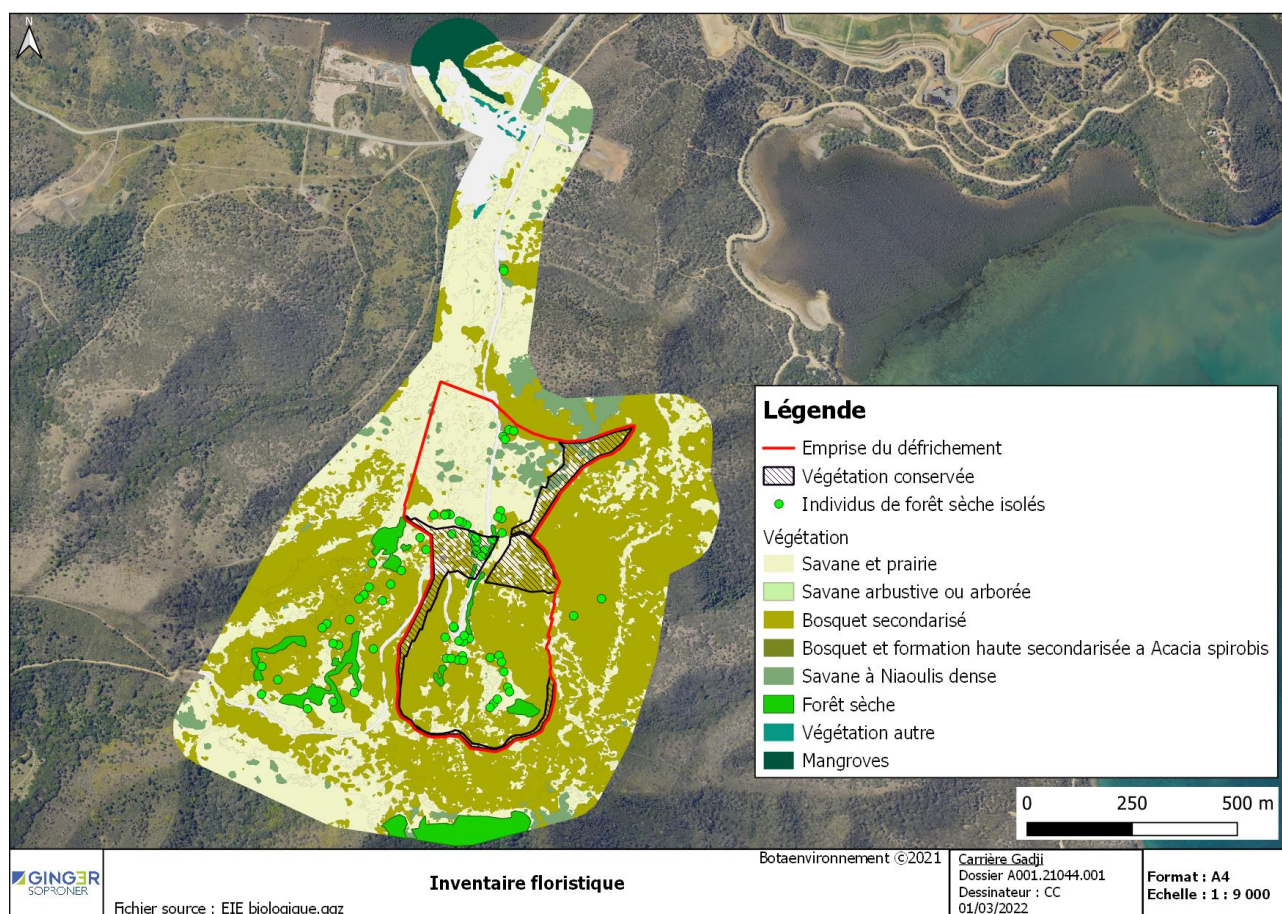 N
Légende
Emprise du défrichement
Végétation conservée
Individus de forêt sèche isolés
Végétation
Savane et prairie
Savane arbustive ou arborée
Bosquet secondarisé
Bosquet et formation haute secondarisée a Acacia spirobis
Savane à Niaoulis dense
Forêt sèche
Végétation autre
Mangroves
0 250 500 m
GINGER
SOPRONER
Fichier source : EIE biologique.qgz
Inventaire floristique
Botaenvironnement ©2021
Carrière Gadji
Dossier A001.21044.001
Dessinateur : CC
01/03/2022
Format : A4
Echelle : 1 : 9 000